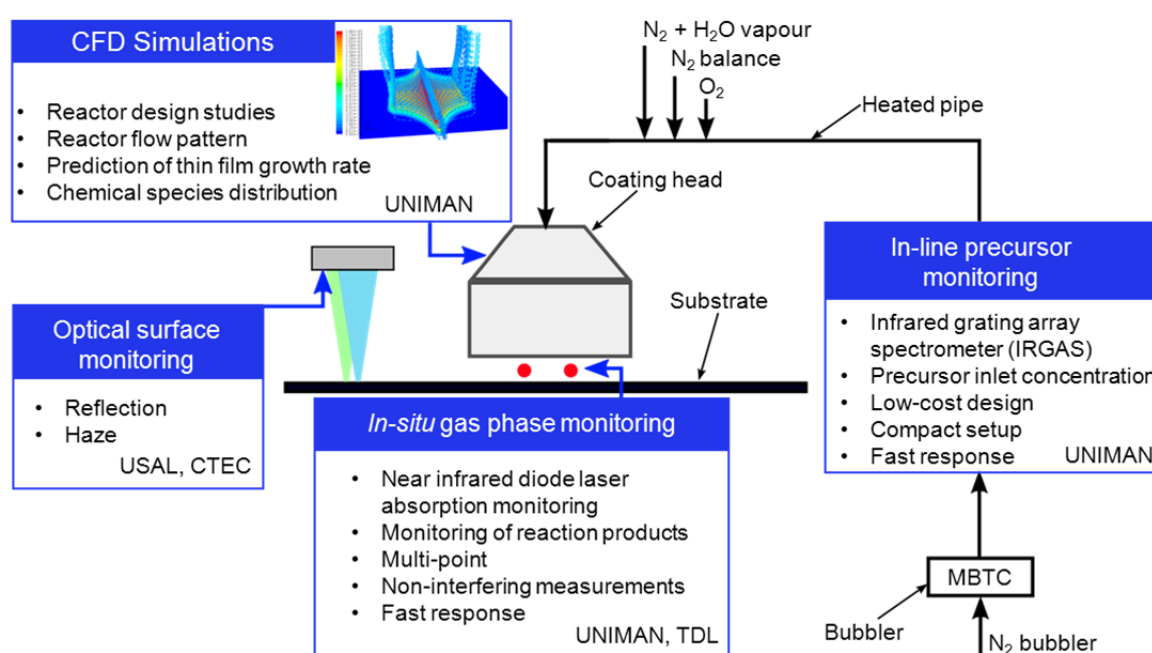 CFD Simulations
• Reactor design studies
• Reactor flow pattern
• Prediction of thin film growth rate
• Chemical species distribution
UNIMAN
N₂ + H₂O vapour
N₂ balance
O₂
Heated pipe
Coating head
Substrate
Optical surface
monitoring
• Reflection
• Haze
USAL, CTEC
In-situ gas phase monitoring
• Near infrared diode laser
absorption monitoring
• Monitoring of reaction products
• Multi-point
• Non-interfering measurements
• Fast response
UNIMAN, TDL
In-line precursor
monitoring
• Infrared grating array
spectrometer (IRGAS)
• Precursor inlet concentration
• Low-cost design
• Compact setup
• Fast response
UNIMAN
MBTC
Bubbler
N₂ bubbler